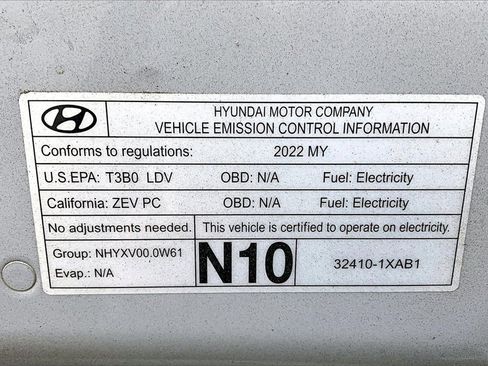 HYUNDAI MOTOR COMPANY
VEHICLE EMISSION CONTROL INFORMATION
Conforms to regulations: 2022 MY
U.S.EPA: T3B0 LDV OBD: N/A Fuel: Electricity
California: ZEV PC OBD: N/A Fuel: Electricity
No adjustments needed. This vehicle is certified to operate on electricity.
Group: NHYXV00.0W61
Evap.: N/A
N10
32410-1XAB1